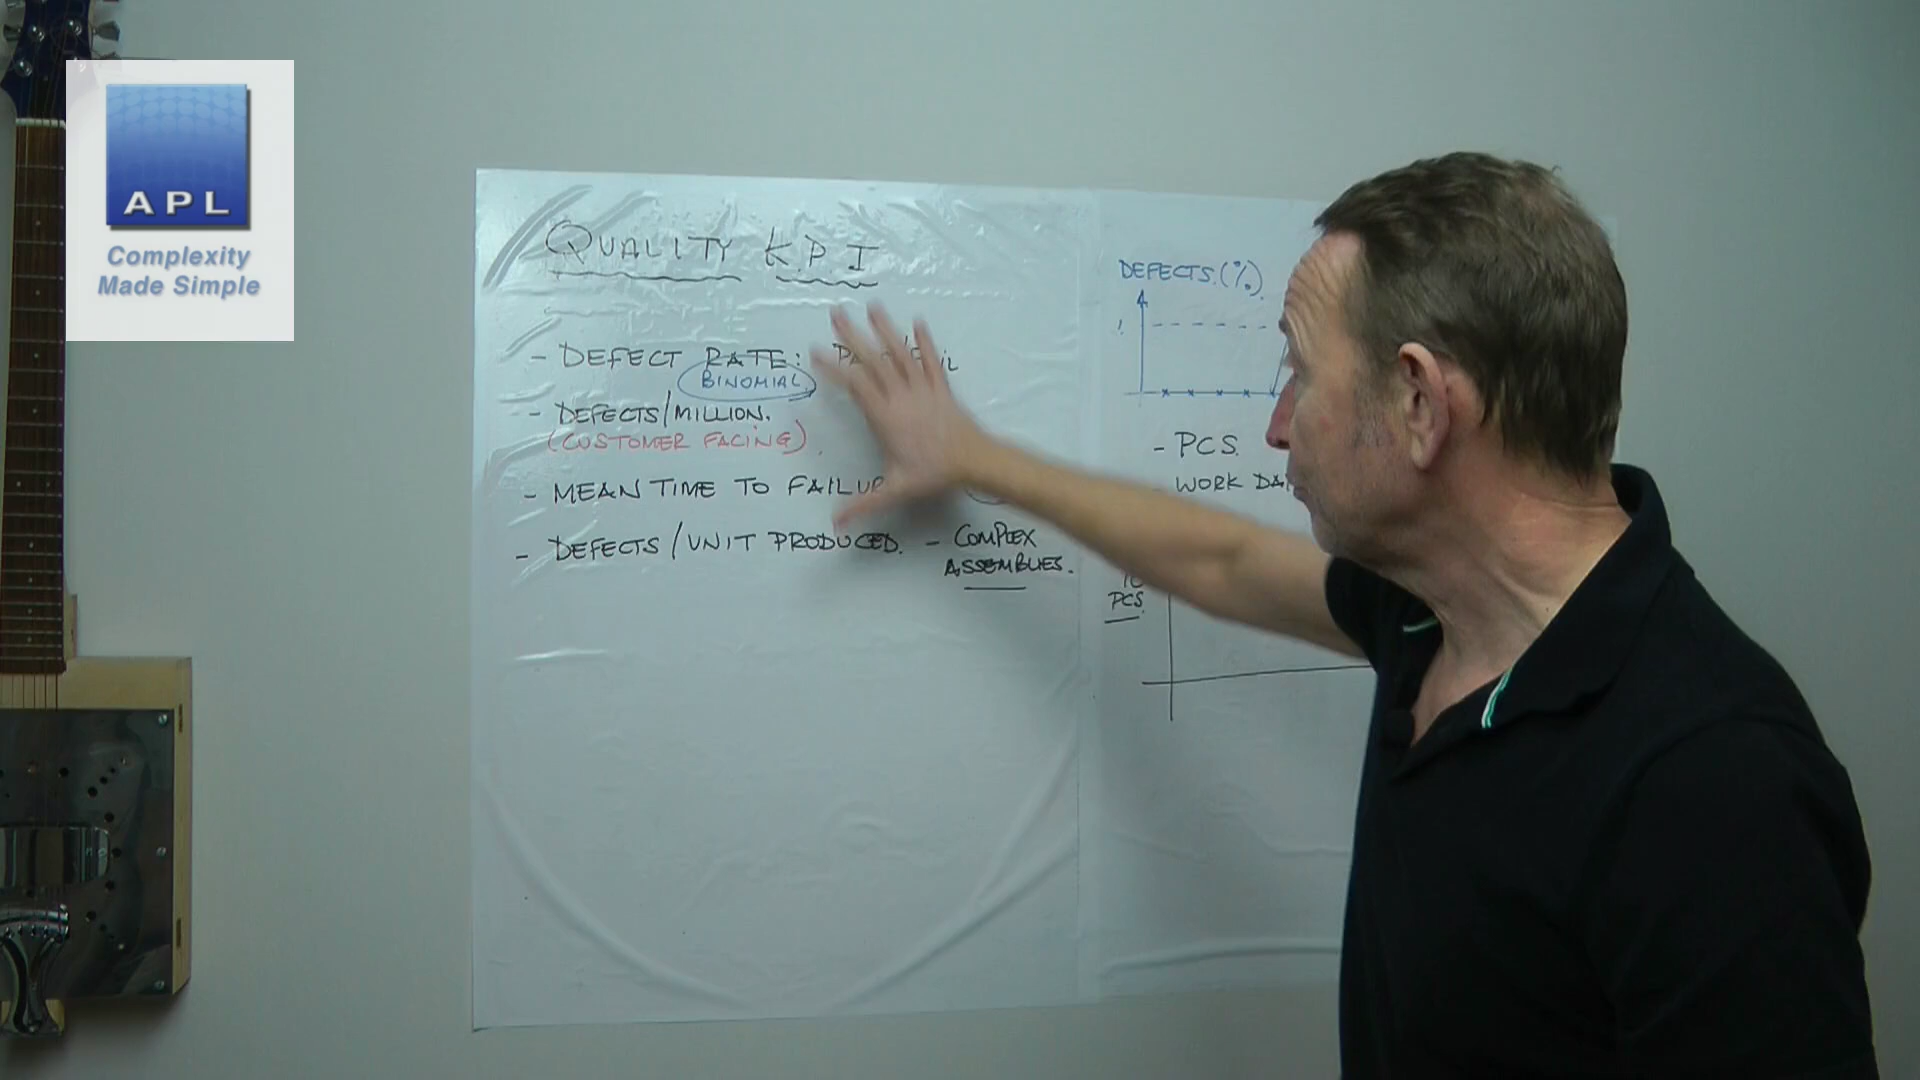 APL
Complexity
Made Simple
QUALITY K.P.I
- DEFECT RATE:
BINOMIAL
- DEFECTS/MILLION.
(CUSTOMER FACING).
- MEAN TIME TO
- DEFECTS/UNIT PRODUCED. - COMPLEX
ASSEMBLIES.
DEFECTS.(%).
- PCS.
- WORK
PCS